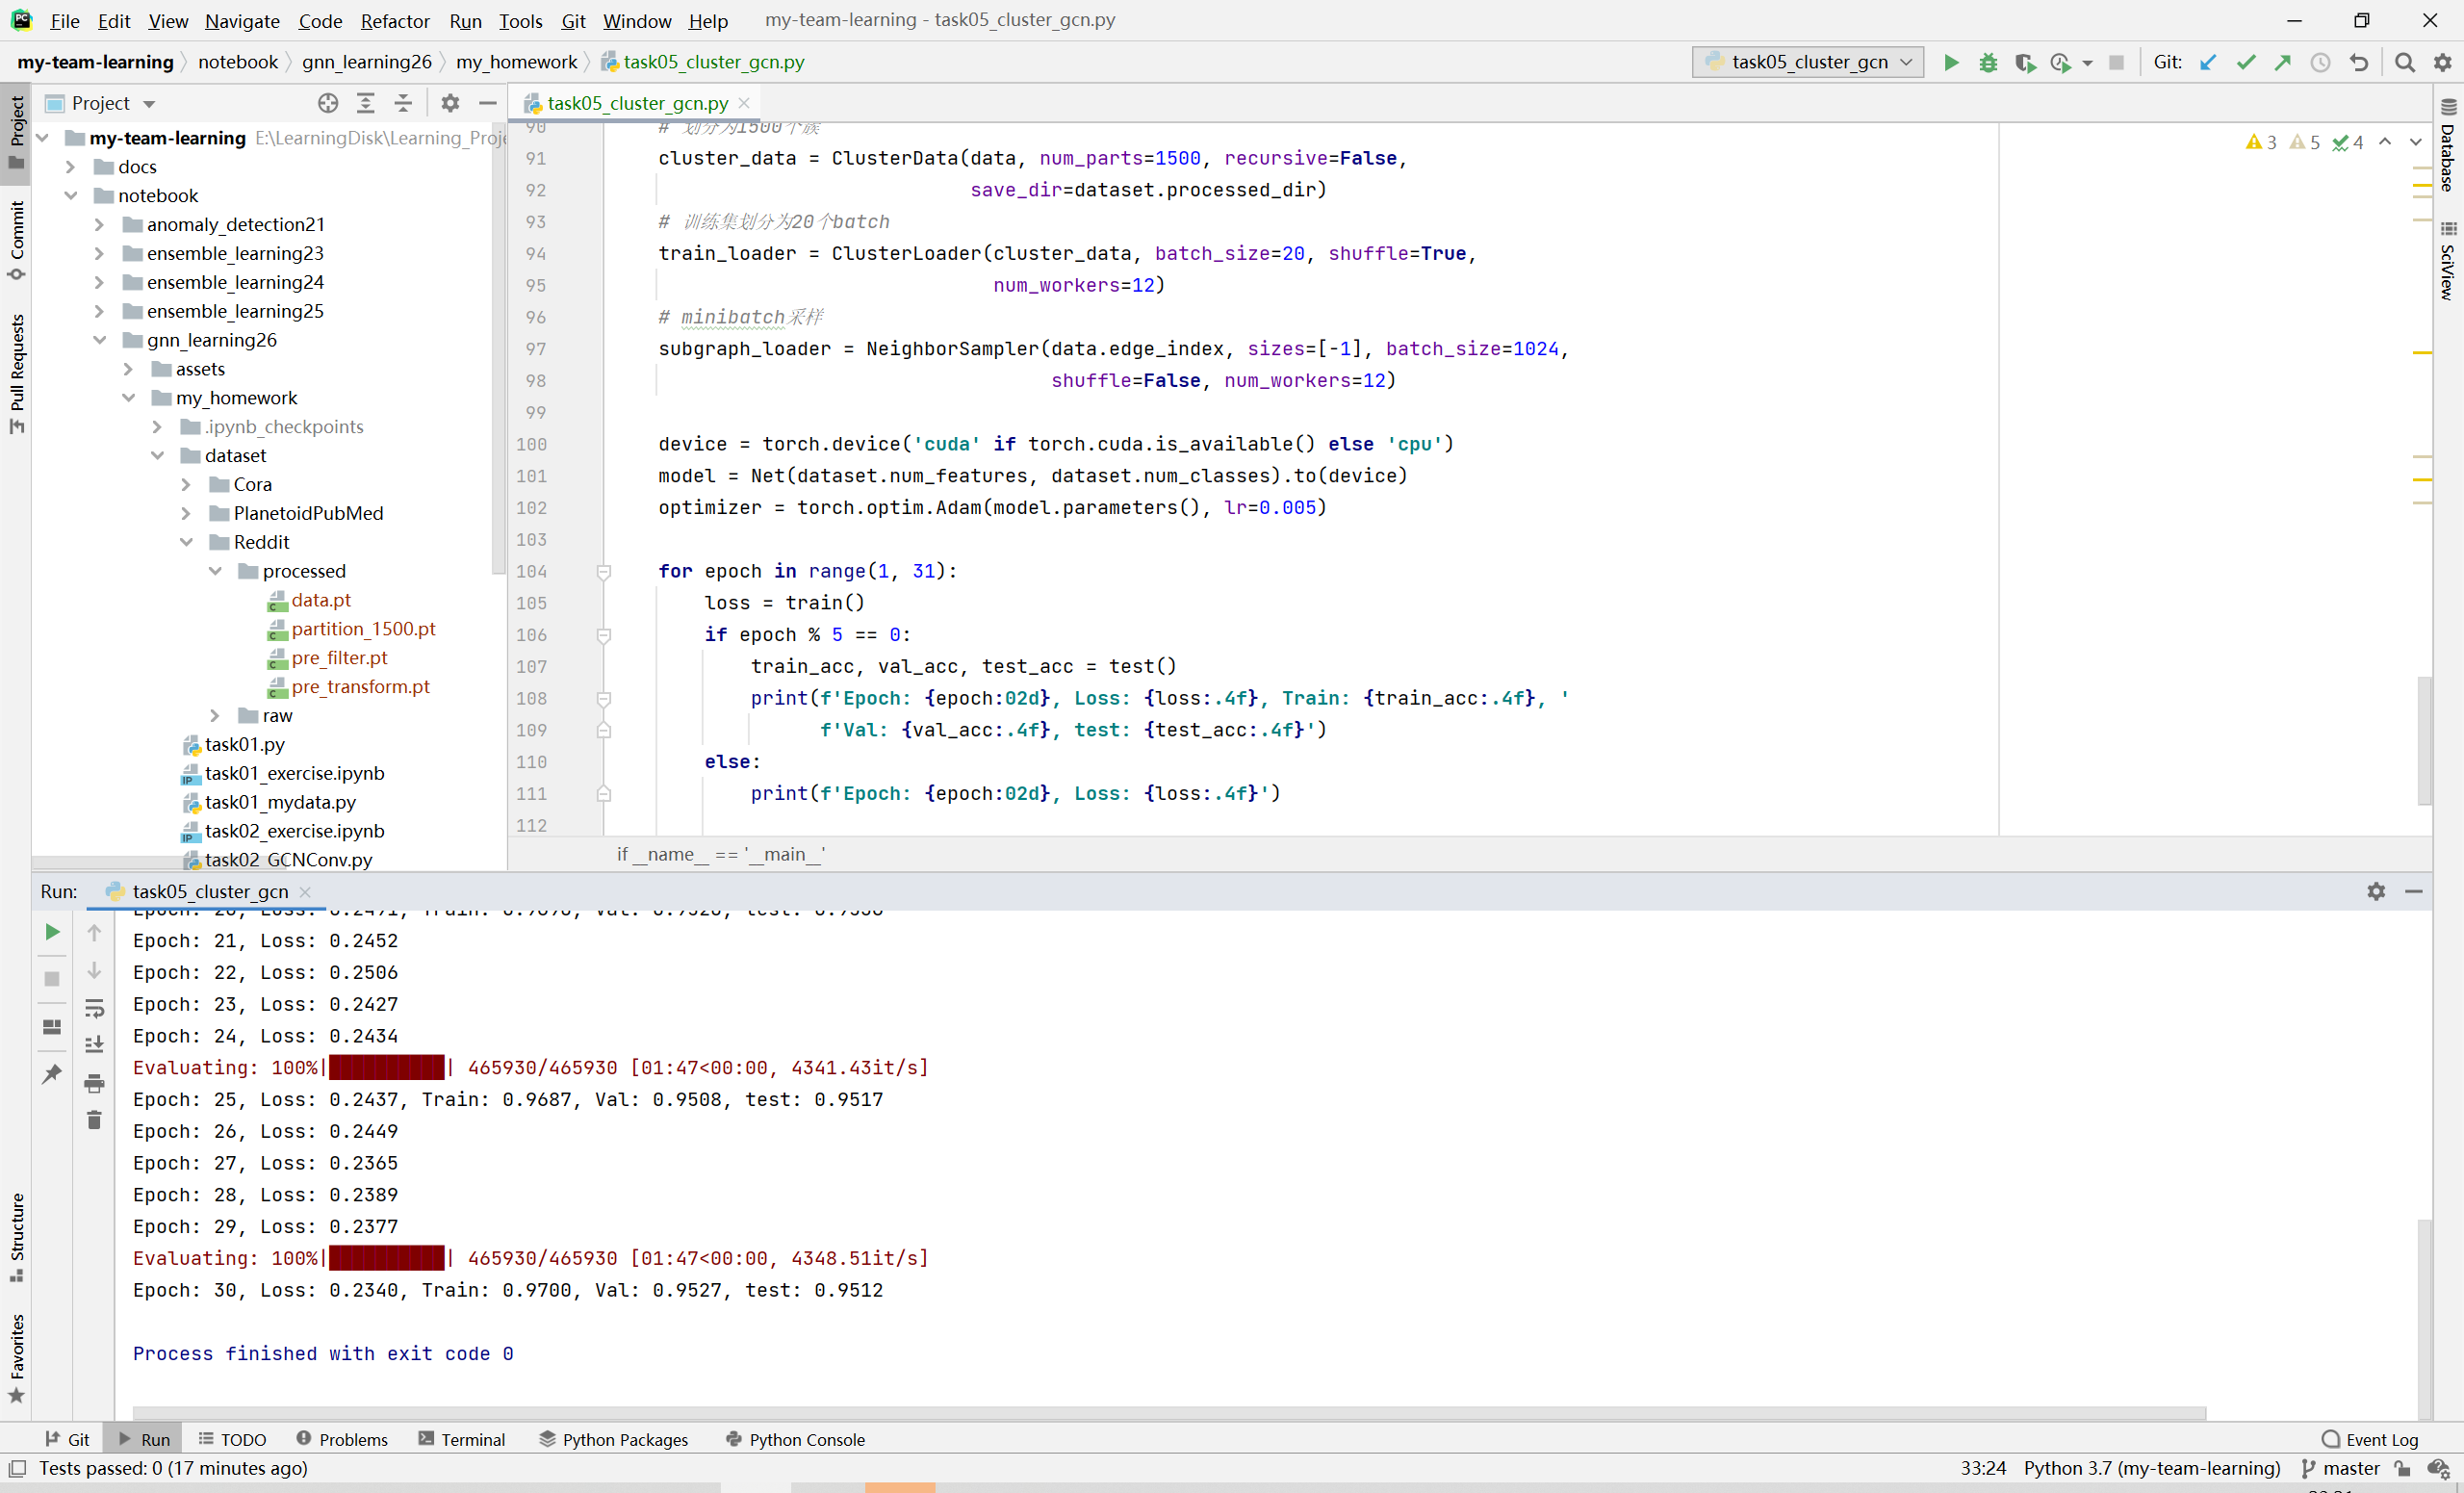 File Edit View Navigate Code Refactor Run Tools Git Window Help my-team-learning - task05_cluster_gcn.py
my-team-learning notebook gnn_learning26 my_homework task05_cluster_gcn.py task05_cluster_gcn Git:
Project
task05_cluster_gcn.py
my-team-learning E:\LearningDisk\Learning_Proje
docs
notebook
anomaly_detection21
ensemble_learning23
ensemble_learning24
ensemble_learning25
gnn_learning26
assets
my_homework
.ipynb_checkpoints
dataset
Cora
PlanetoidPubMed
Reddit
processed
data.pt
partition_1500.pt
pre_filter.pt
pre_transform.pt
raw
task01.py
task01_exercise.ipynb
task01_mydata.py
task02_exercise.ipynb
task02_GCNConv.py
Project
Commit
Pull Requests
Structure
Favorites
Database
SciView
3 5 4
90 # 划分为1500个簇
91 cluster_data = ClusterData(data, num_parts=1500, recursive=False,
92 save_dir=dataset.processed_dir)
93 # 训练集划分为20个batch
94 train_loader = ClusterLoader(cluster_data, batch_size=20, shuffle=True,
95 num_workers=12)
96 # minibatch采样
97 subgraph_loader = NeighborSampler(data.edge_index, sizes=[-1], batch_size=1024,
98 shuffle=False, num_workers=12)
99
100 device = torch.device('cuda' if torch.cuda.is_available() else 'cpu')
101 model = Net(dataset.num_features, dataset.num_classes).to(device)
102 optimizer = torch.optim.Adam(model.parameters(), lr=0.005)
103
104 for epoch in range(1, 31):
105 loss = train()
106 if epoch % 5 == 0:
107 train_acc, val_acc, test_acc = test()
108 print(f'Epoch: {epoch:02d}, Loss: {loss:.4f}, Train: {train_acc:.4f}, '
109 f'Val: {val_acc:.4f}, test: {test_acc:.4f}')
110 else:
111 print(f'Epoch: {epoch:02d}, Loss: {loss:.4f}')
112
if __name__ == '__main__'
Run: task05_cluster_gcn
Epoch: 21, Loss: 0.2452
Epoch: 22, Loss: 0.2506
Epoch: 23, Loss: 0.2427
Epoch: 24, Loss: 0.2434
Evaluating: 100%|██████████| 465930/465930 [01:47<00:00, 4341.43it/s]
Epoch: 25, Loss: 0.2437, Train: 0.9687, Val: 0.9508, test: 0.9517
Epoch: 26, Loss: 0.2449
Epoch: 27, Loss: 0.2365
Epoch: 28, Loss: 0.2389
Epoch: 29, Loss: 0.2377
Evaluating: 100%|██████████| 465930/465930 [01:47<00:00, 4348.51it/s]
Epoch: 30, Loss: 0.2340, Train: 0.9700, Val: 0.9527, test: 0.9512
Process finished with exit code 0
Git Run TODO Problems Terminal Python Packages Python Console Event Log
Tests passed: 0 (17 minutes ago) 33:24 Python 3.7 (my-team-learning) master